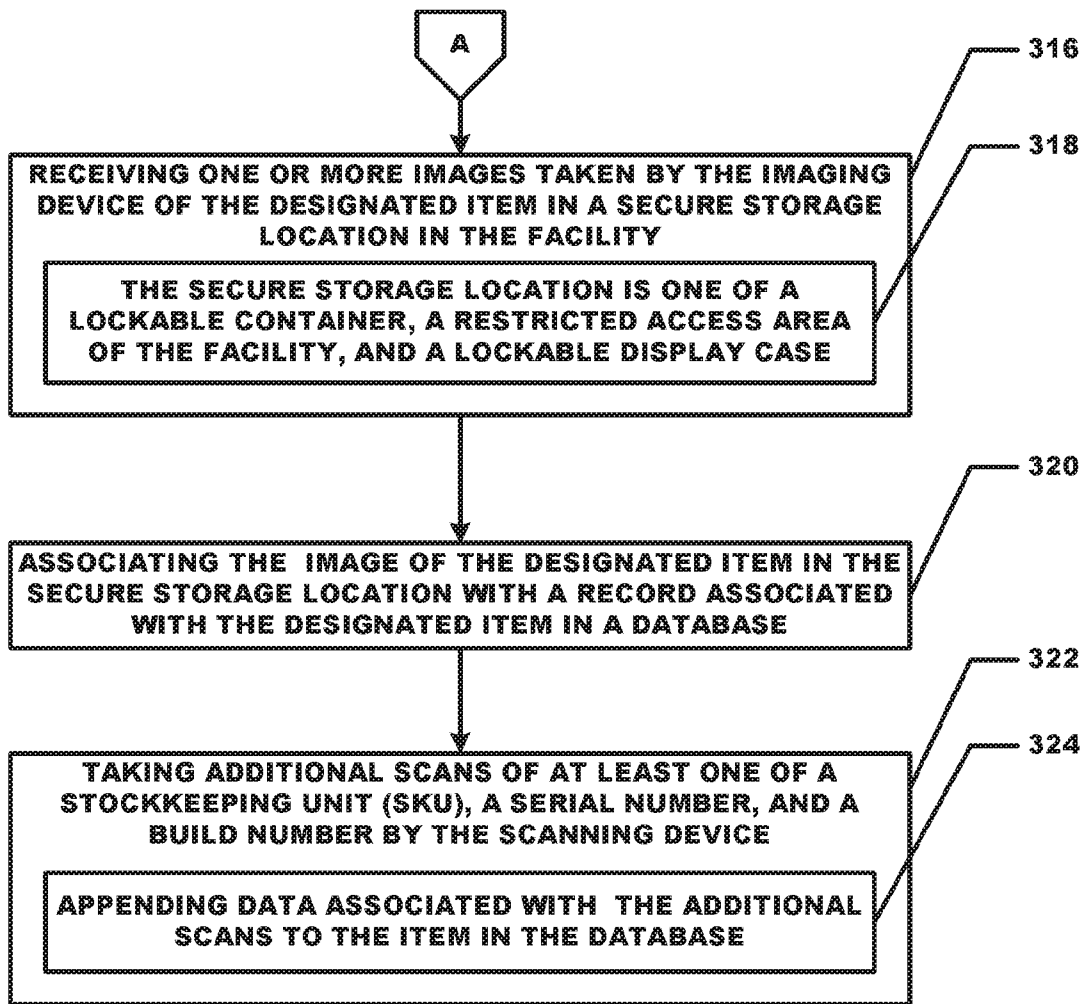 A
316
318
RECEIVING ONE OR MORE IMAGES TAKEN BY THE IMAGING
DEVICE OF THE DESIGNATED ITEM IN A SECURE STORAGE
LOCATION IN THE FACILITY
THE SECURE STORAGE LOCATION IS ONE OF A
LOCKABLE CONTAINER, A RESTRICTED ACCESS AREA
OF THE FACILITY, AND A LOCKABLE DISPLAY CASE
320
ASSOCIATING THE IMAGE OF THE DESIGNATED ITEM IN THE
SECURE STORAGE LOCATION WITH A RECORD ASSOCIATED
WITH THE DESIGNATED ITEM IN A DATABASE
322
324
TAKING ADDITIONAL SCANS OF AT LEAST ONE OF A
STOCKKEEPING UNIT (SKU), A SERIAL NUMBER, AND A
BUILD NUMBER BY THE SCANNING DEVICE
APPENDING DATA ASSOCIATED WITH THE ADDITIONAL
SCANS TO THE ITEM IN THE DATABASE